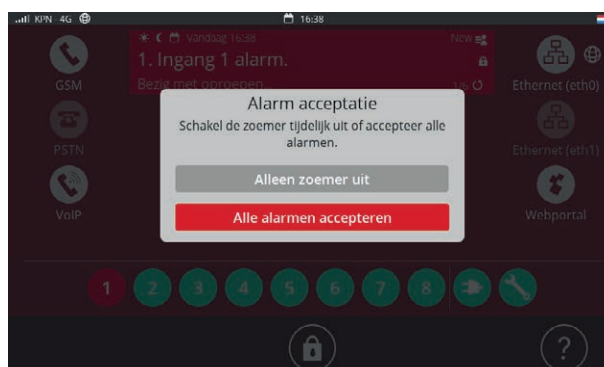 KPN - 4G 16:38
Vandaag 16:38 New
1. Ingang 1 alarm.
Bezig met oproepen... 1/6
GSM
PSTN
VoIP
Ethernet (eth0)
Ethernet (eth1)
Webportal
Alarm acceptatie
Schakel de zoemer tijdelijk uit of accepteer alle
alarmen.
Alleen zoemer uit
Alle alarmen accepteren
1 2 3 4 5 6 7 8
?